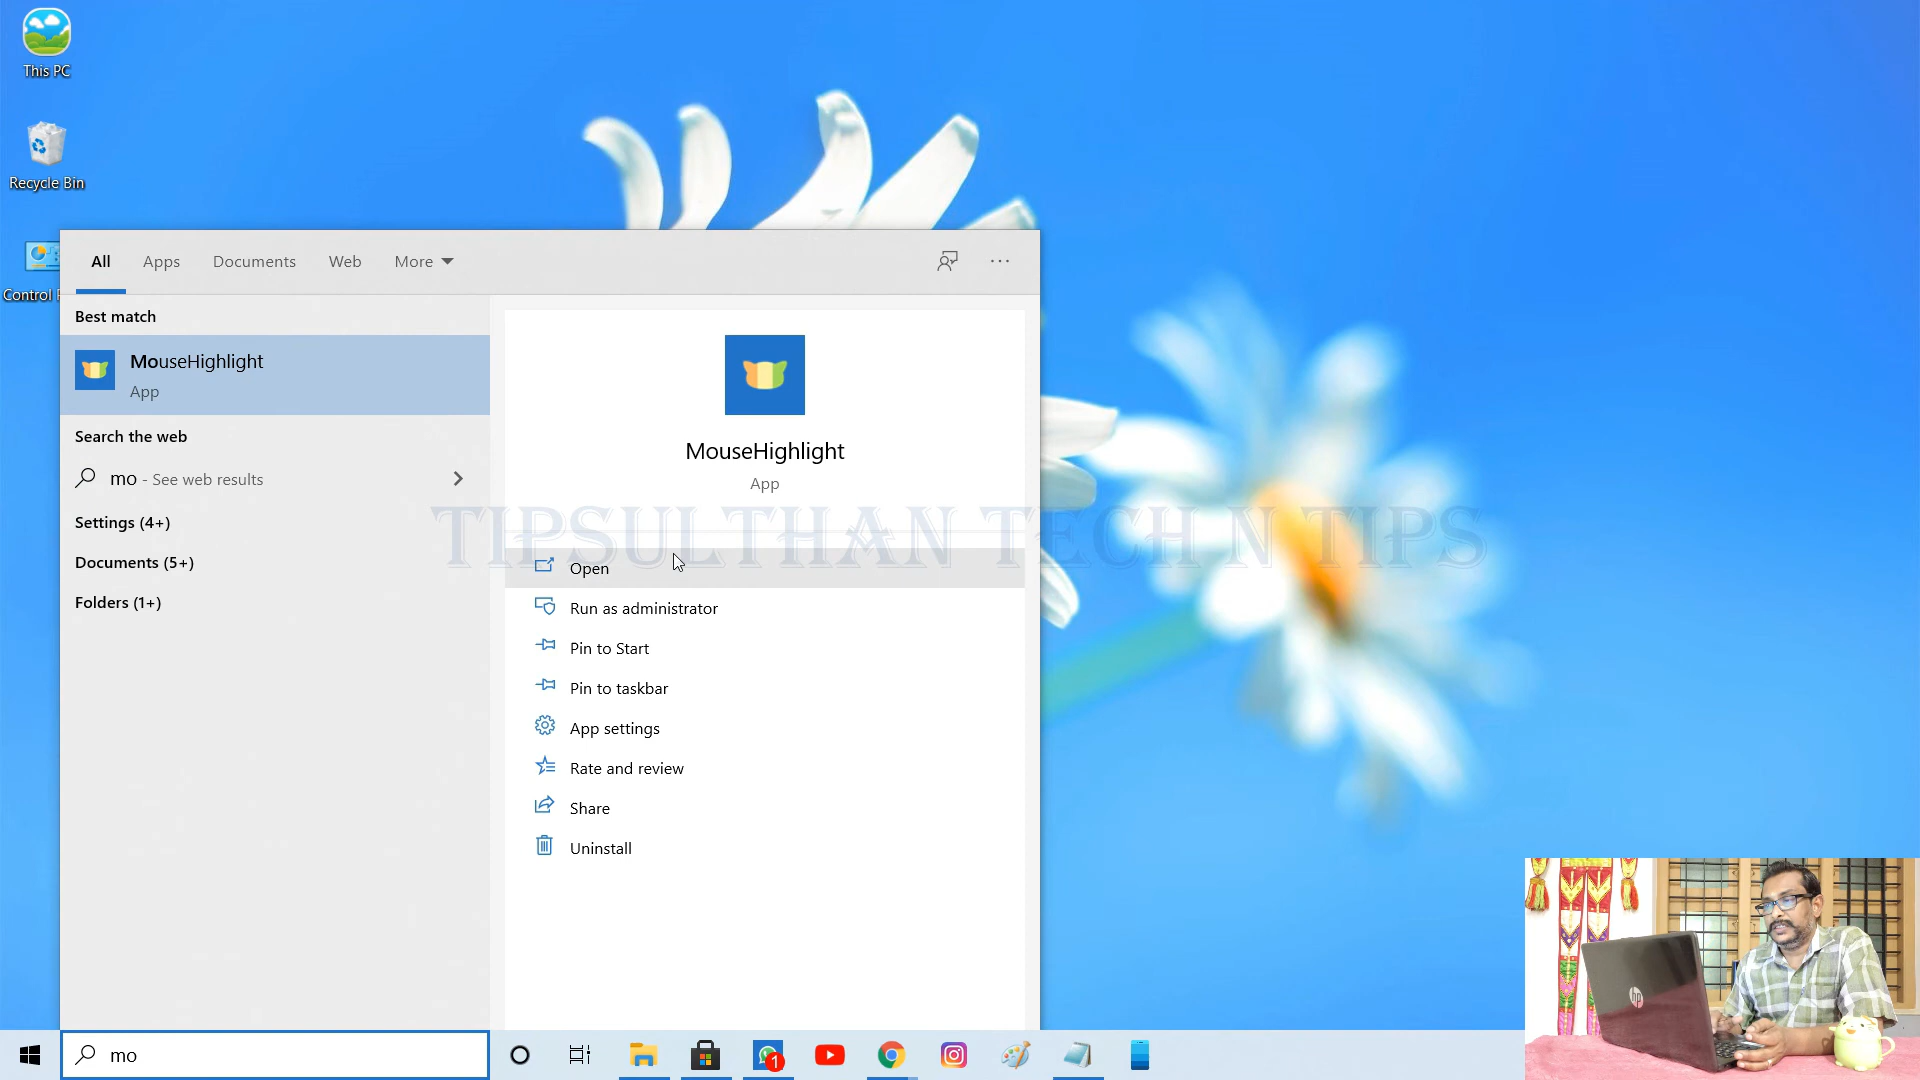 This PC
Recycle Bin
Control P
All
Apps
Documents
Web
More
...
Best match
MouseHighlight
App
Search the web
mo - See web results
Settings (4+)
Documents (5+)
Folders (1+)
MouseHighlight
App
TIPSULTHAN TECH N TIPS
Open
Run as administrator
Pin to Start
Pin to taskbar
App settings
Rate and review
Share
Uninstall
hp
mo
1